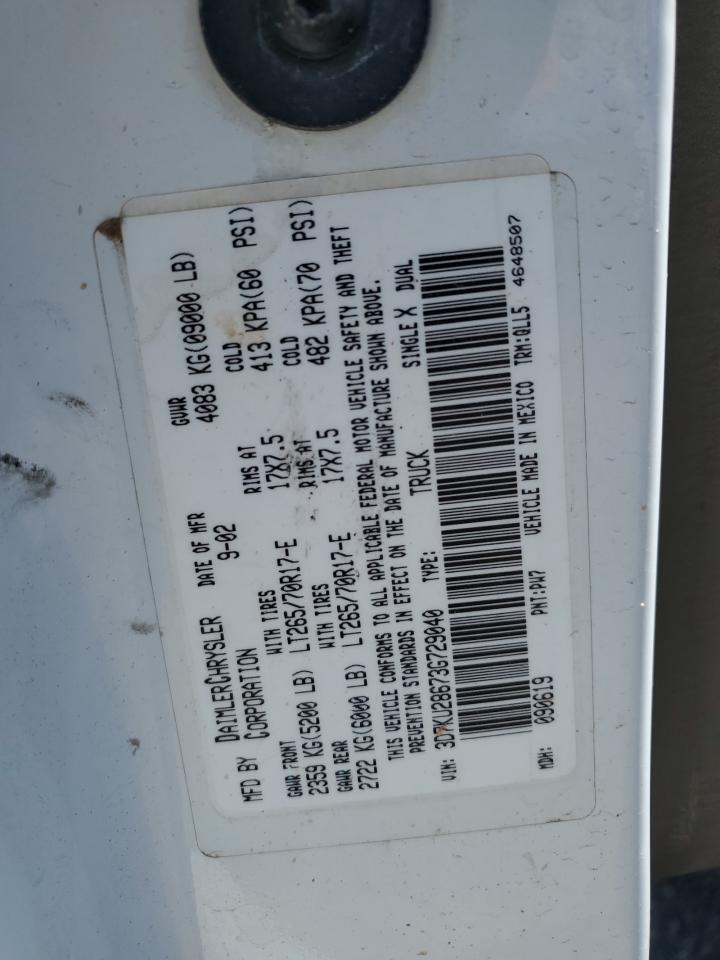 MFD BY DAIMLERCHRYSLER CORPORATION DATE OF MFR 9-02 GVWR 4083 KG(09000 LB)
GAWR FRONT WITH TIRES RIMS AT COLD
2359 KG(5200 LB) LT265/70R17-E 17X7.5 413 KPA(60 PSI)
GAWR REAR WITH TIRES RIMS AT COLD
2722 KG(6000 LB) LT265/70R17-E 17X7.5 482 KPA(70 PSI)
THIS VEHICLE CONFORMS TO ALL APPLICABLE FEDERAL MOTOR VEHICLE SAFETY AND THEFT
PREVENTION STANDARDS IN EFFECT ON THE DATE OF MANUFACTURE SHOWN ABOVE.
VIN: 3D7KU28673G729040 TYPE: TRUCK SINGLE X DUAL
MDH: 090619 PNT:PW7 VEHICLE MADE IN MEXICO TRM:QLL5 4648507